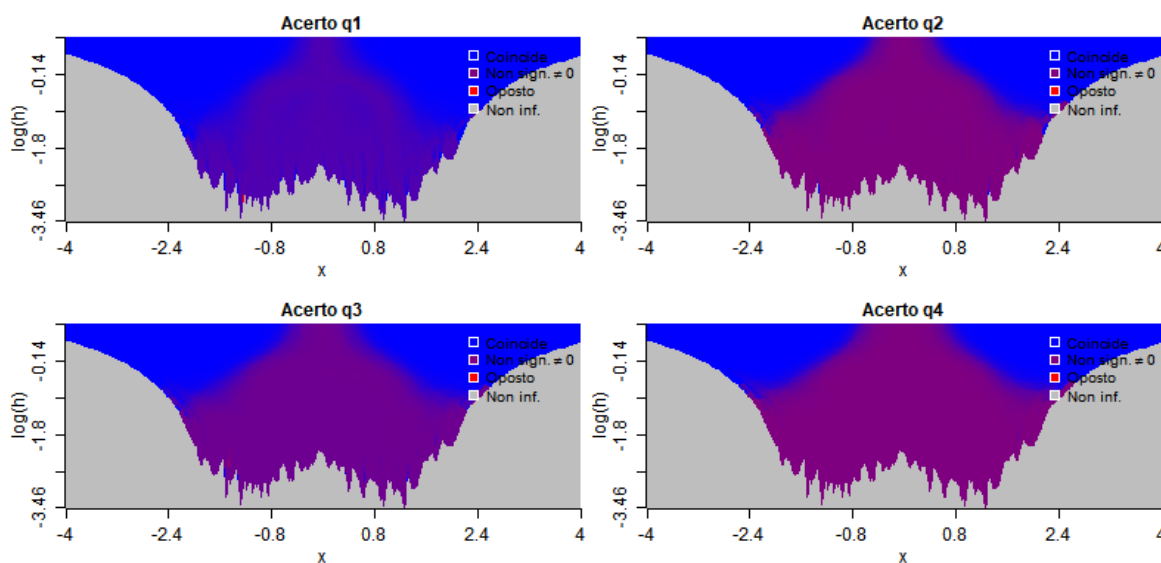 Acerto q1
Coincide
Non sign. ≠ 0
Oposto
Non inf.
log(h)
-0.14
-1.8
-3.46
-4
-2.4
-0.8
0.8
2.4
4
x
Acerto q2
Coincide
Non sign. ≠ 0
Oposto
Non inf.
log(h)
-0.14
-1.8
-3.46
-4
-2.4
-0.8
0.8
2.4
4
x
Acerto q3
Coincide
Non sign. ≠ 0
Oposto
Non inf.
log(h)
-0.14
-1.8
-3.46
-4
-2.4
-0.8
0.8
2.4
4
x
Acerto q4
Coincide
Non sign. ≠ 0
Oposto
Non inf.
log(h)
-0.14
-1.8
-3.46
-4
-2.4
-0.8
0.8
2.4
4
x